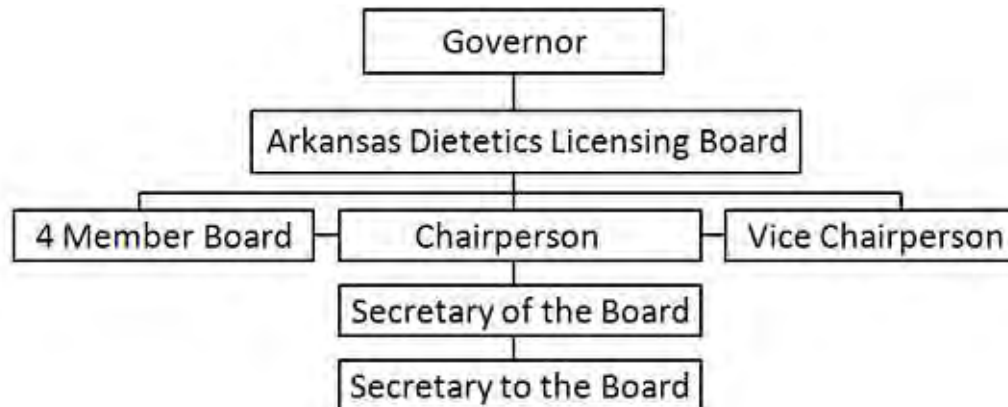 Governor
Arkansas Dietetics Licensing Board
4 Member Board
Chairperson
Vice Chairperson
Secretary of the Board
Secretary to the Board